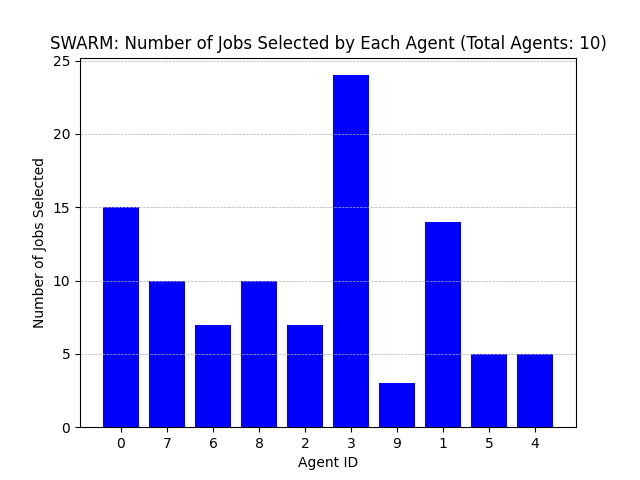 SWARM: Number of Jobs Selected by Each Agent (Total Agents: 10)
Number of Jobs Selected
25
20
15
10
5
0
0 7 6 8 2 3 9 1 5 4
Agent ID